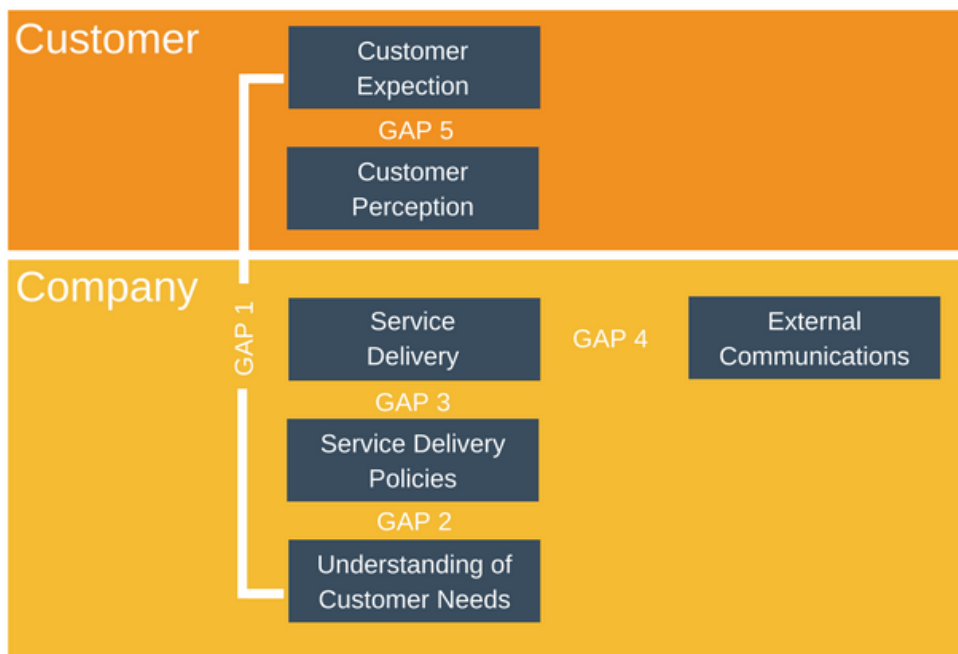 Customer
Customer
Expection
GAP 5
Customer
Perception
Company
GAP 1
Service
Delivery
GAP 4
External
Communications
GAP 3
Service Delivery
Policies
GAP 2
Understanding of
Customer Needs